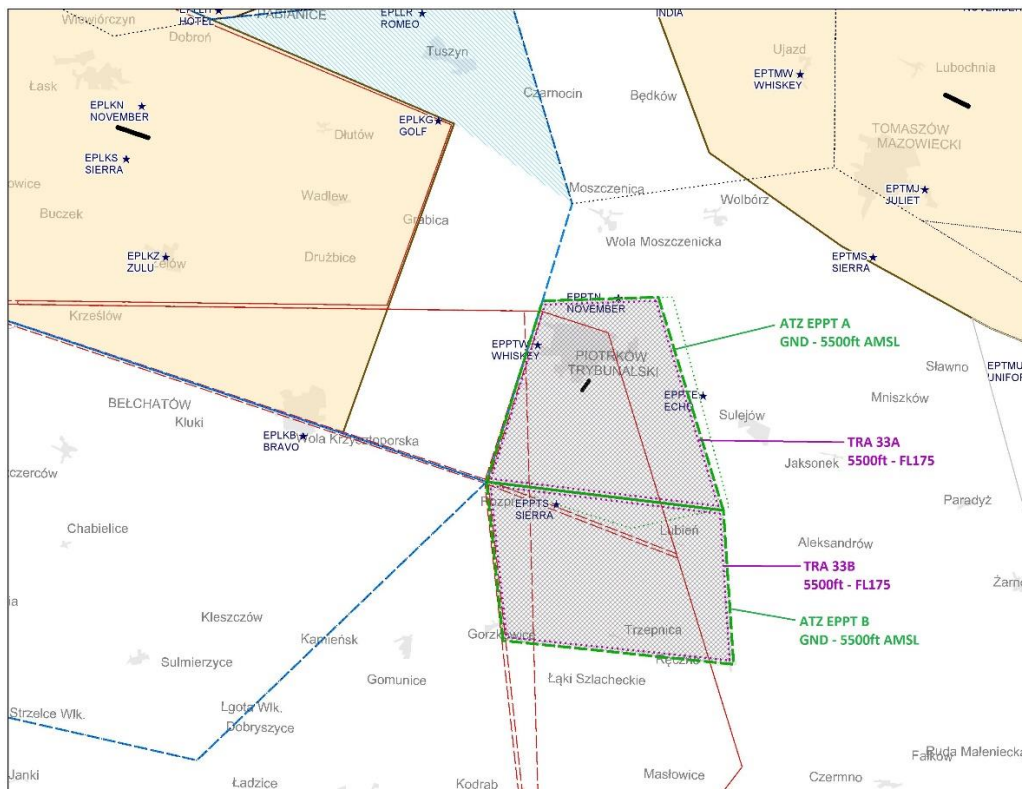 EPLLH
HOTEL
PABIANICE
EPLLR
ROMEO
INDIA
Wiewiórczyn
Dobroń
Tuszyn
Ujazd
EPTMW
WHISKEY
Lubochnia
Łask
EPLKN
NOVEMBER
Czarnocin
Będków
EPLKG
GOLF
Dłutów
TOMASZÓW
MAZOWIECKI
EPLKS
SIERRA
Buczek
Wadlew
Moszczenica
EPTMJ
JULIET
Wolbórz
Grabica
Wola Moszczenicka
EPLKZ
ZULU
Drużbice
EPTMS
SIERRA
Krześlów
EPPTN
NOVEMBER
ATZ EPPT A
GND - 5500ft AMSL
EPPTW
WHISKEY
PIOTRKÓW
TRYBUNALSKI
Sławno
EPTMU
EPPTE
ECHO
Mniszków
BEŁCHATÓW
Kluki
Sulejów
EPLKB
BRAVO
Wola Krzysztoporska
TRA 33A
5500ft - FL175
Jaksonek
EPPTS
SIERRA
Paradyż
Chabielice
Lubień
Aleksandrów
TRA 33B
5500ft - FL175
Kleszczów
ATZ EPPT B
GND - 5500ft AMSL
Kamieńsk
Gorzkowice
Trzepnica
Sulmierzyce
Ręczno
Gomunice
Łąki Szlacheckie
Strzelce Wlk.
Lgota Wlk.
Dobryszyce
Ruda Maleniecka
Fałków
Janki
Ładzice
Kodrąb
Masłowice
Czermno